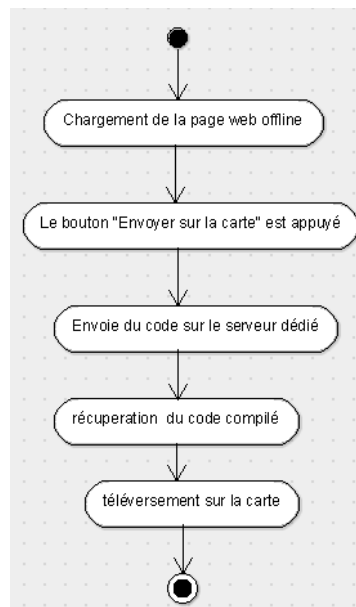 Chargement de la page web offline
Le bouton "Envoyer sur la carte" est appuyé
Envoie du code sur le serveur dédié
récuperation du code compilé
téléversement sur la carte